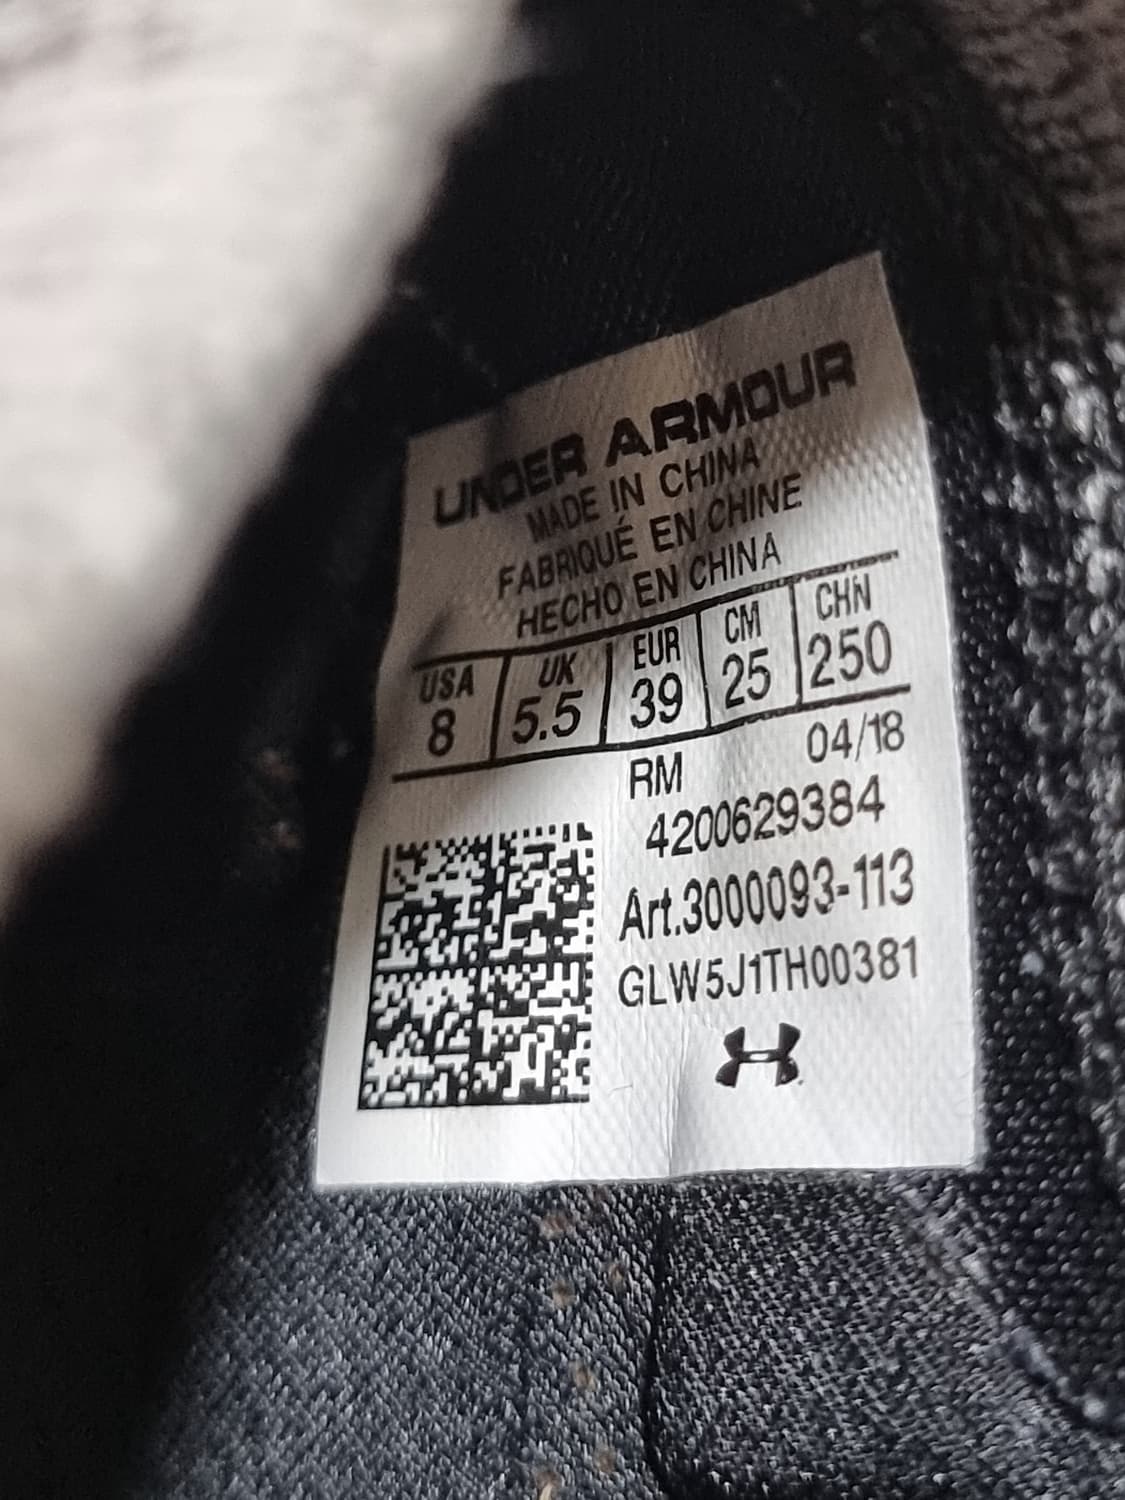 UNDER ARMOUR
MADE IN CHINA
FABRIQUÉ EN CHINE
HECHO EN CHINA
USA UK EUR CM CHN
8 5.5 39 25 250
RM 04/18
4200629384
Art.3000093-113
GLW5J1TH00381